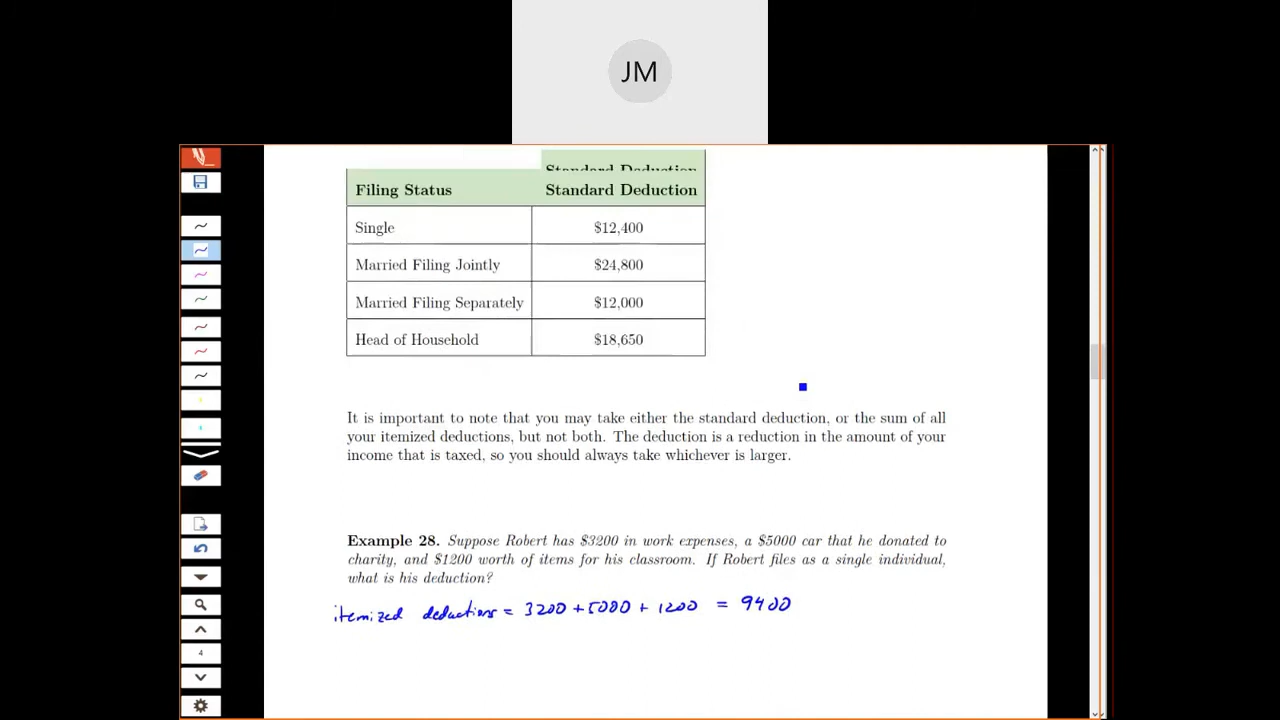 JM
Standard Deduction
Filing Status Standard Deduction
Single $12,400
Married Filing Jointly $24,800
Married Filing Separately $12,000
Head of Household $18,650
It is important to note that you may take either the standard deduction, or the sum of all
your itemized deductions, but not both. The deduction is a reduction in the amount of your
income that is taxed, so you should always take whichever is larger.
Example 28. Suppose Robert has $3200 in work expenses, a $5000 car that he donated to
charity, and $1200 worth of items for his classroom. If Robert files as a single individual,
what is his deduction?
itemized deductions = 3200 + 5000 + 1200 = 9400
4